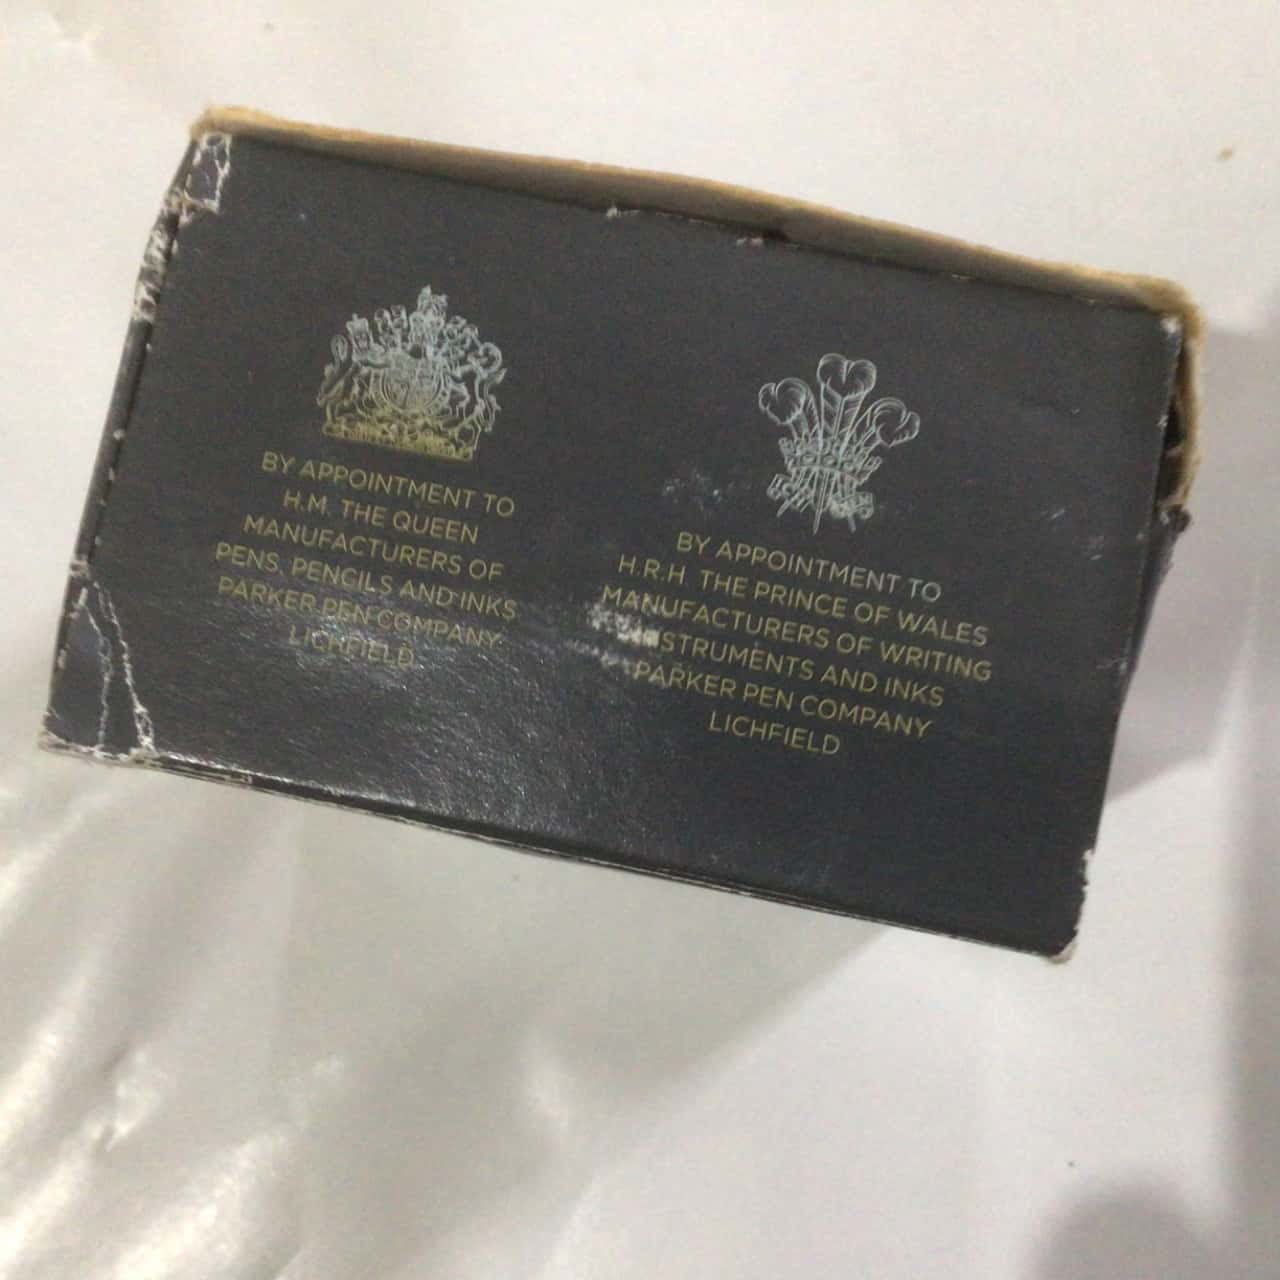 BY APPOINTMENT TO
H.M. THE QUEEN
MANUFACTURERS OF
PENS, PENCILS AND INKS
PARKER PEN COMPANY
LICHFIELD
BY APPOINTMENT TO
H.R.H THE PRINCE OF WALES
MANUFACTURERS OF WRITING
INSTRUMENTS AND INKS
PARKER PEN COMPANY
LICHFIELD